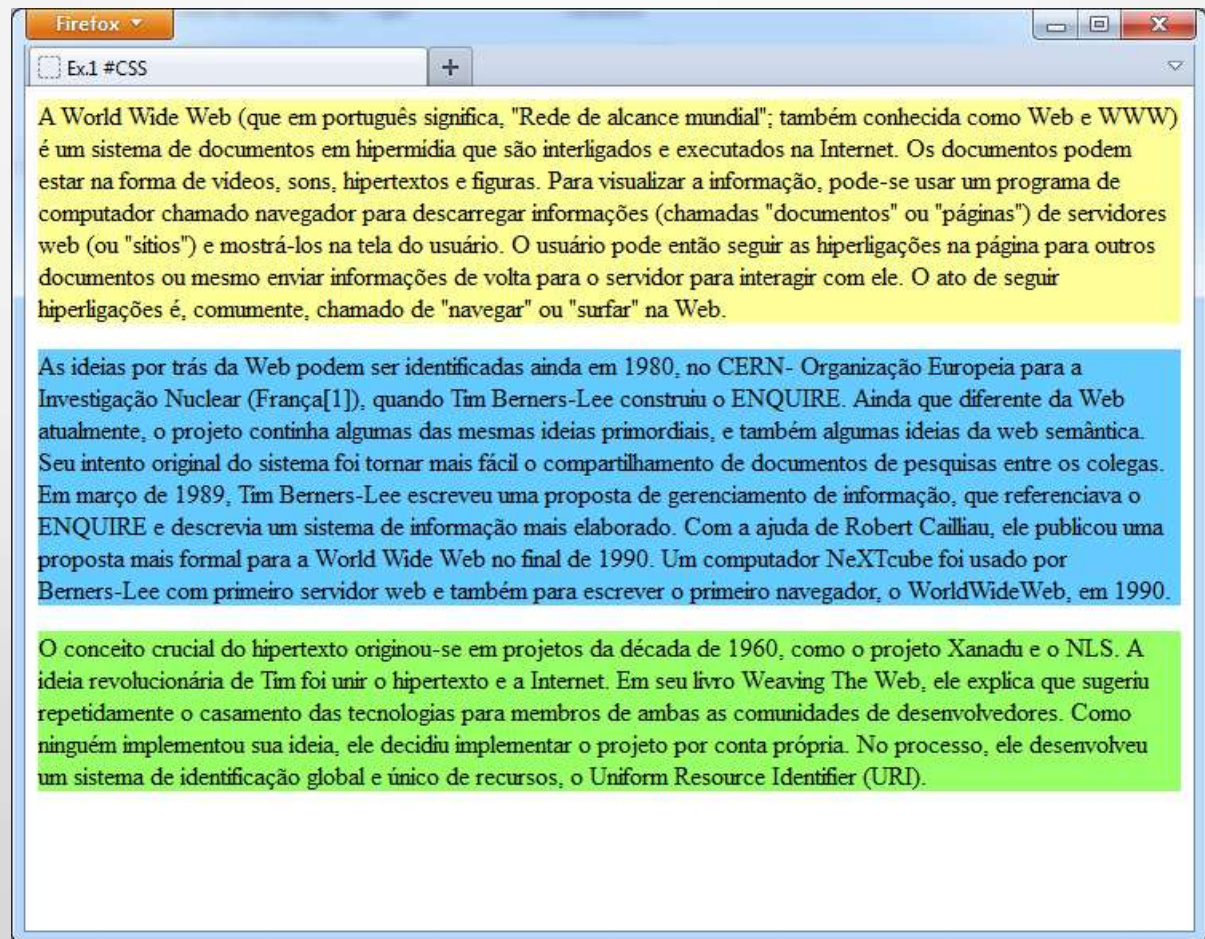 Firefox
Ex.1 #CSS
A World Wide Web (que em português significa, "Rede de alcance mundial"; também conhecida como Web e WWW)
é um sistema de documentos em hipermídia que são interligados e executados na Internet. Os documentos podem
estar na forma de vídeos, sons, hipertextos e figuras. Para visualizar a informação, pode-se usar um programa de
computador chamado navegador para descarregar informações (chamadas "documentos" ou "páginas") de servidores
web (ou "sítios") e mostrá-los na tela do usuário. O usuário pode então seguir as hiperligações na página para outros
documentos ou mesmo enviar informações de volta para o servidor para interagir com ele. O ato de seguir
hiperligações é, comumente, chamado de "navegar" ou "surfar" na Web.
As ideias por trás da Web podem ser identificadas ainda em 1980, no CERN- Organização Europeia para a
Investigação Nuclear (França[1]), quando Tim Berners-Lee construiu o ENQUIRE. Ainda que diferente da Web
atualmente, o projeto continha algumas das mesmas ideias primordiais, e também algumas ideias da web semântica.
Seu intento original do sistema foi tornar mais fácil o compartilhamento de documentos de pesquisas entre os colegas.
Em março de 1989, Tim Berners-Lee escreveu uma proposta de gerenciamento de informação, que referenciava o
ENQUIRE e descrevia um sistema de informação mais elaborado. Com a ajuda de Robert Cailliau, ele publicou uma
proposta mais formal para a World Wide Web no final de 1990. Um computador NeXTcube foi usado por
Berners-Lee com primeiro servidor web e também para escrever o primeiro navegador, o WorldWideWeb, em 1990.
O conceito crucial do hipertexto originou-se em projetos da década de 1960, como o projeto Xanadu e o NLS. A
ideia revolucionária de Tim foi unir o hipertexto e a Internet. Em seu livro Weaving The Web, ele explica que sugeriu
repetidamente o casamento das tecnologias para membros de ambas as comunidades de desenvolvedores. Como
ninguém implementou sua ideia, ele decidiu implementar o projeto por conta própria. No processo, ele desenvolveu
um sistema de identificação global e único de recursos, o Uniform Resource Identifier (URI).